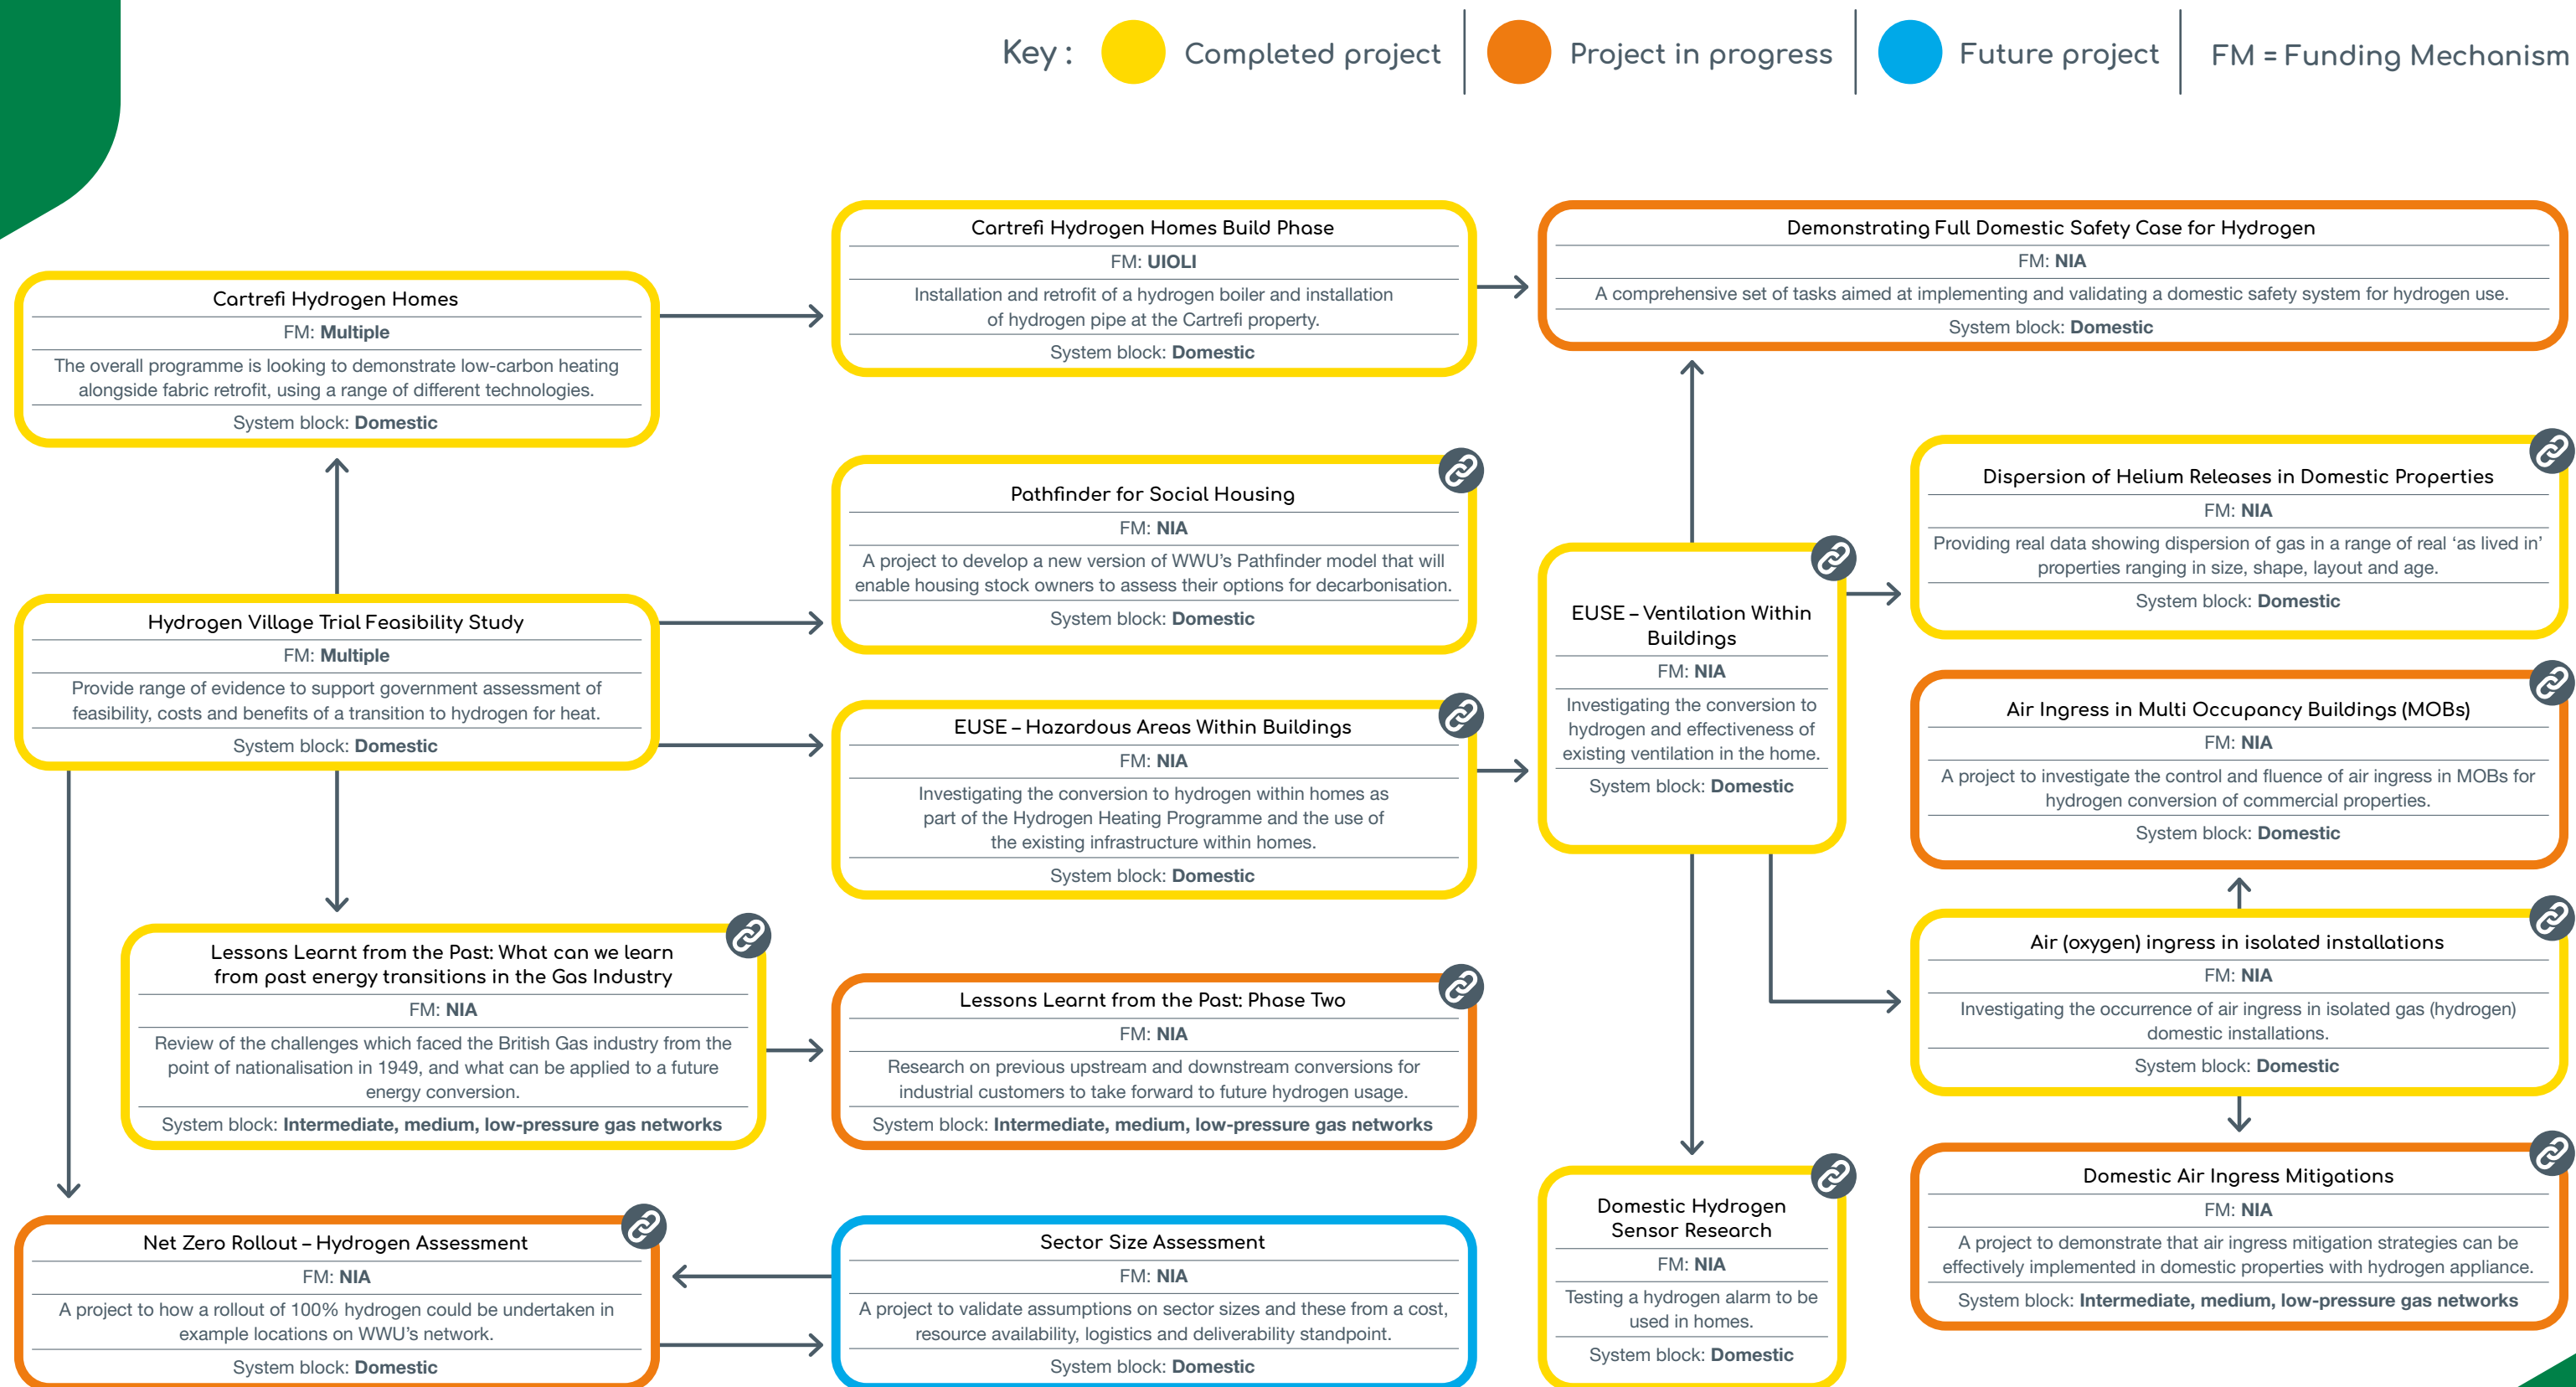 Key :
Completed project
Project in progress
Future project
FM = Funding Mechanism
Cartrefi Hydrogen Homes
FM: Multiple
The overall programme is looking to demonstrate low-carbon heating
alongside fabric retrofit, using a range of different technologies.
System block: Domestic
Cartrefi Hydrogen Homes Build Phase
FM: UIOLI
Installation and retrofit of a hydrogen boiler and installation
of hydrogen pipe at the Cartrefi property.
System block: Domestic
Demonstrating Full Domestic Safety Case for Hydrogen
FM: NIA
A comprehensive set of tasks aimed at implementing and validating a domestic safety system for hydrogen use.
System block: Domestic
Hydrogen Village Trial Feasibility Study
FM: Multiple
Provide range of evidence to support government assessment of
feasibility, costs and benefits of a transition to hydrogen for heat.
System block: Domestic
Pathfinder for Social Housing
FM: NIA
A project to develop a new version of WWU's Pathfinder model that will
enable housing stock owners to assess their options for decarbonisation.
System block: Domestic
EUSE – Hazardous Areas Within Buildings
FM: NIA
Investigating the conversion to hydrogen within homes as
part of the Hydrogen Heating Programme and the use of
the existing infrastructure within homes.
System block: Domestic
EUSE – Ventilation Within
Buildings
FM: NIA
Investigating the conversion to
hydrogen and effectiveness of
existing ventilation in the home.
System block: Domestic
Dispersion of Helium Releases in Domestic Properties
FM: NIA
Providing real data showing dispersion of gas in a range of real ‘as lived in’
properties ranging in size, shape, layout and age.
System block: Domestic
Air Ingress in Multi Occupancy Buildings (MOBs)
FM: NIA
A project to investigate the control and fluence of air ingress in MOBs for
hydrogen conversion of commercial properties.
System block: Domestic
Air (oxygen) ingress in isolated installations
FM: NIA
Investigating the occurrence of air ingress in isolated gas (hydrogen)
domestic installations.
System block: Domestic
Domestic Air Ingress Mitigations
FM: NIA
A project to demonstrate that air ingress mitigation strategies can be
effectively implemented in domestic properties with hydrogen appliance.
System block: Intermediate, medium, low-pressure gas networks
Lessons Learnt from the Past: What can we learn
from past energy transitions in the Gas Industry
FM: NIA
Review of the challenges which faced the British Gas industry from the
point of nationalisation in 1949, and what can be applied to a future
energy conversion.
System block: Intermediate, medium, low-pressure gas networks
Lessons Learnt from the Past: Phase Two
FM: NIA
Research on previous upstream and downstream conversions for
industrial customers to take forward to future hydrogen usage.
System block: Intermediate, medium, low-pressure gas networks
Net Zero Rollout – Hydrogen Assessment
FM: NIA
A project to how a rollout of 100% hydrogen could be undertaken in
example locations on WWU's network.
System block: Domestic
Sector Size Assessment
FM: NIA
A project to validate assumptions on sector sizes and these from a cost,
resource availability, logistics and deliverability standpoint.
System block: Domestic
Domestic Hydrogen
Sensor Research
FM: NIA
Testing a hydrogen alarm to be
used in homes.
System block: Domestic